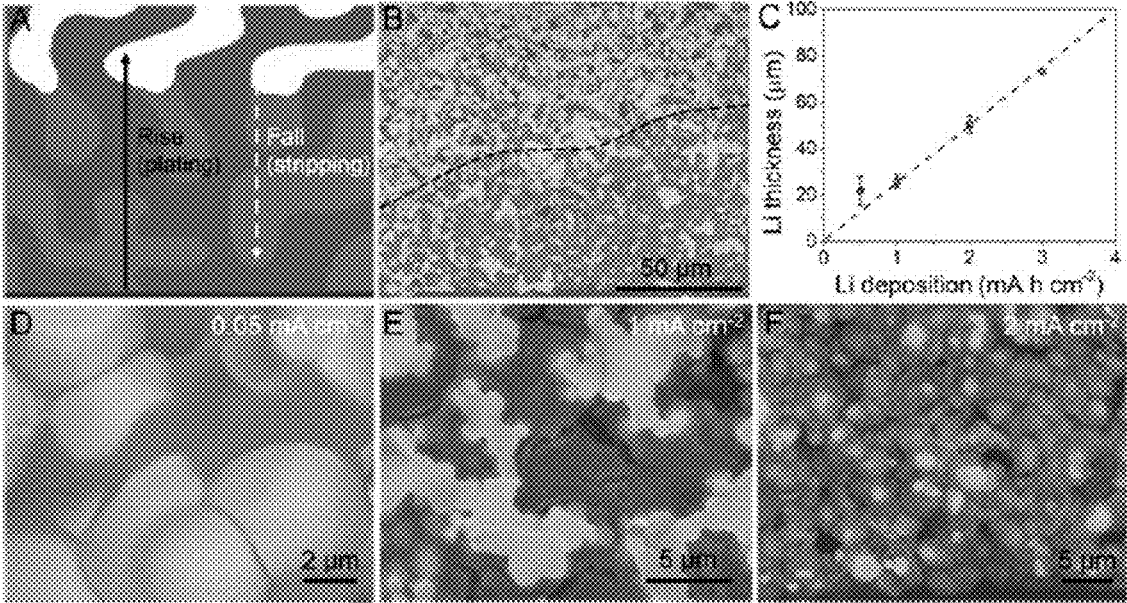 A
Rise
(plating)
Fall
(stripping)
B
50 μm
C
100
80
60
40
20
0
Li thickness (μm)
0
1
2
3
4
Li deposition (mA h cm⁻²)
D
2 μm
E
1 mA cm⁻²
5 μm
F
mA cm⁻²
5 μm